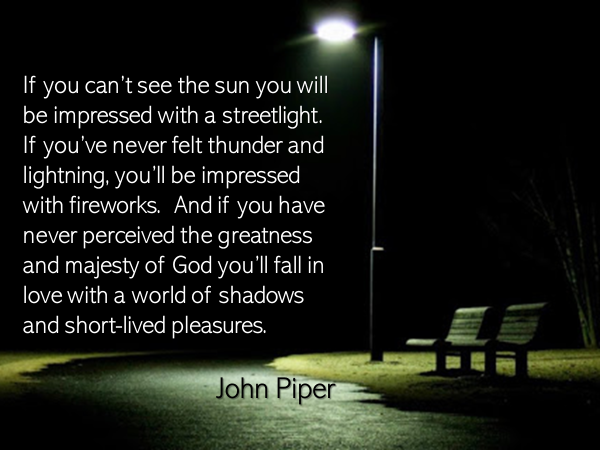 If you can't see the sun you will
be impressed with a streetlight.
If you've never felt thunder and
lightning, you'll be impressed
with fireworks.  And if you have
never perceived the greatness
and majesty of God you'll fall in
love with a world of shadows
and short-lived pleasures.
John Piper